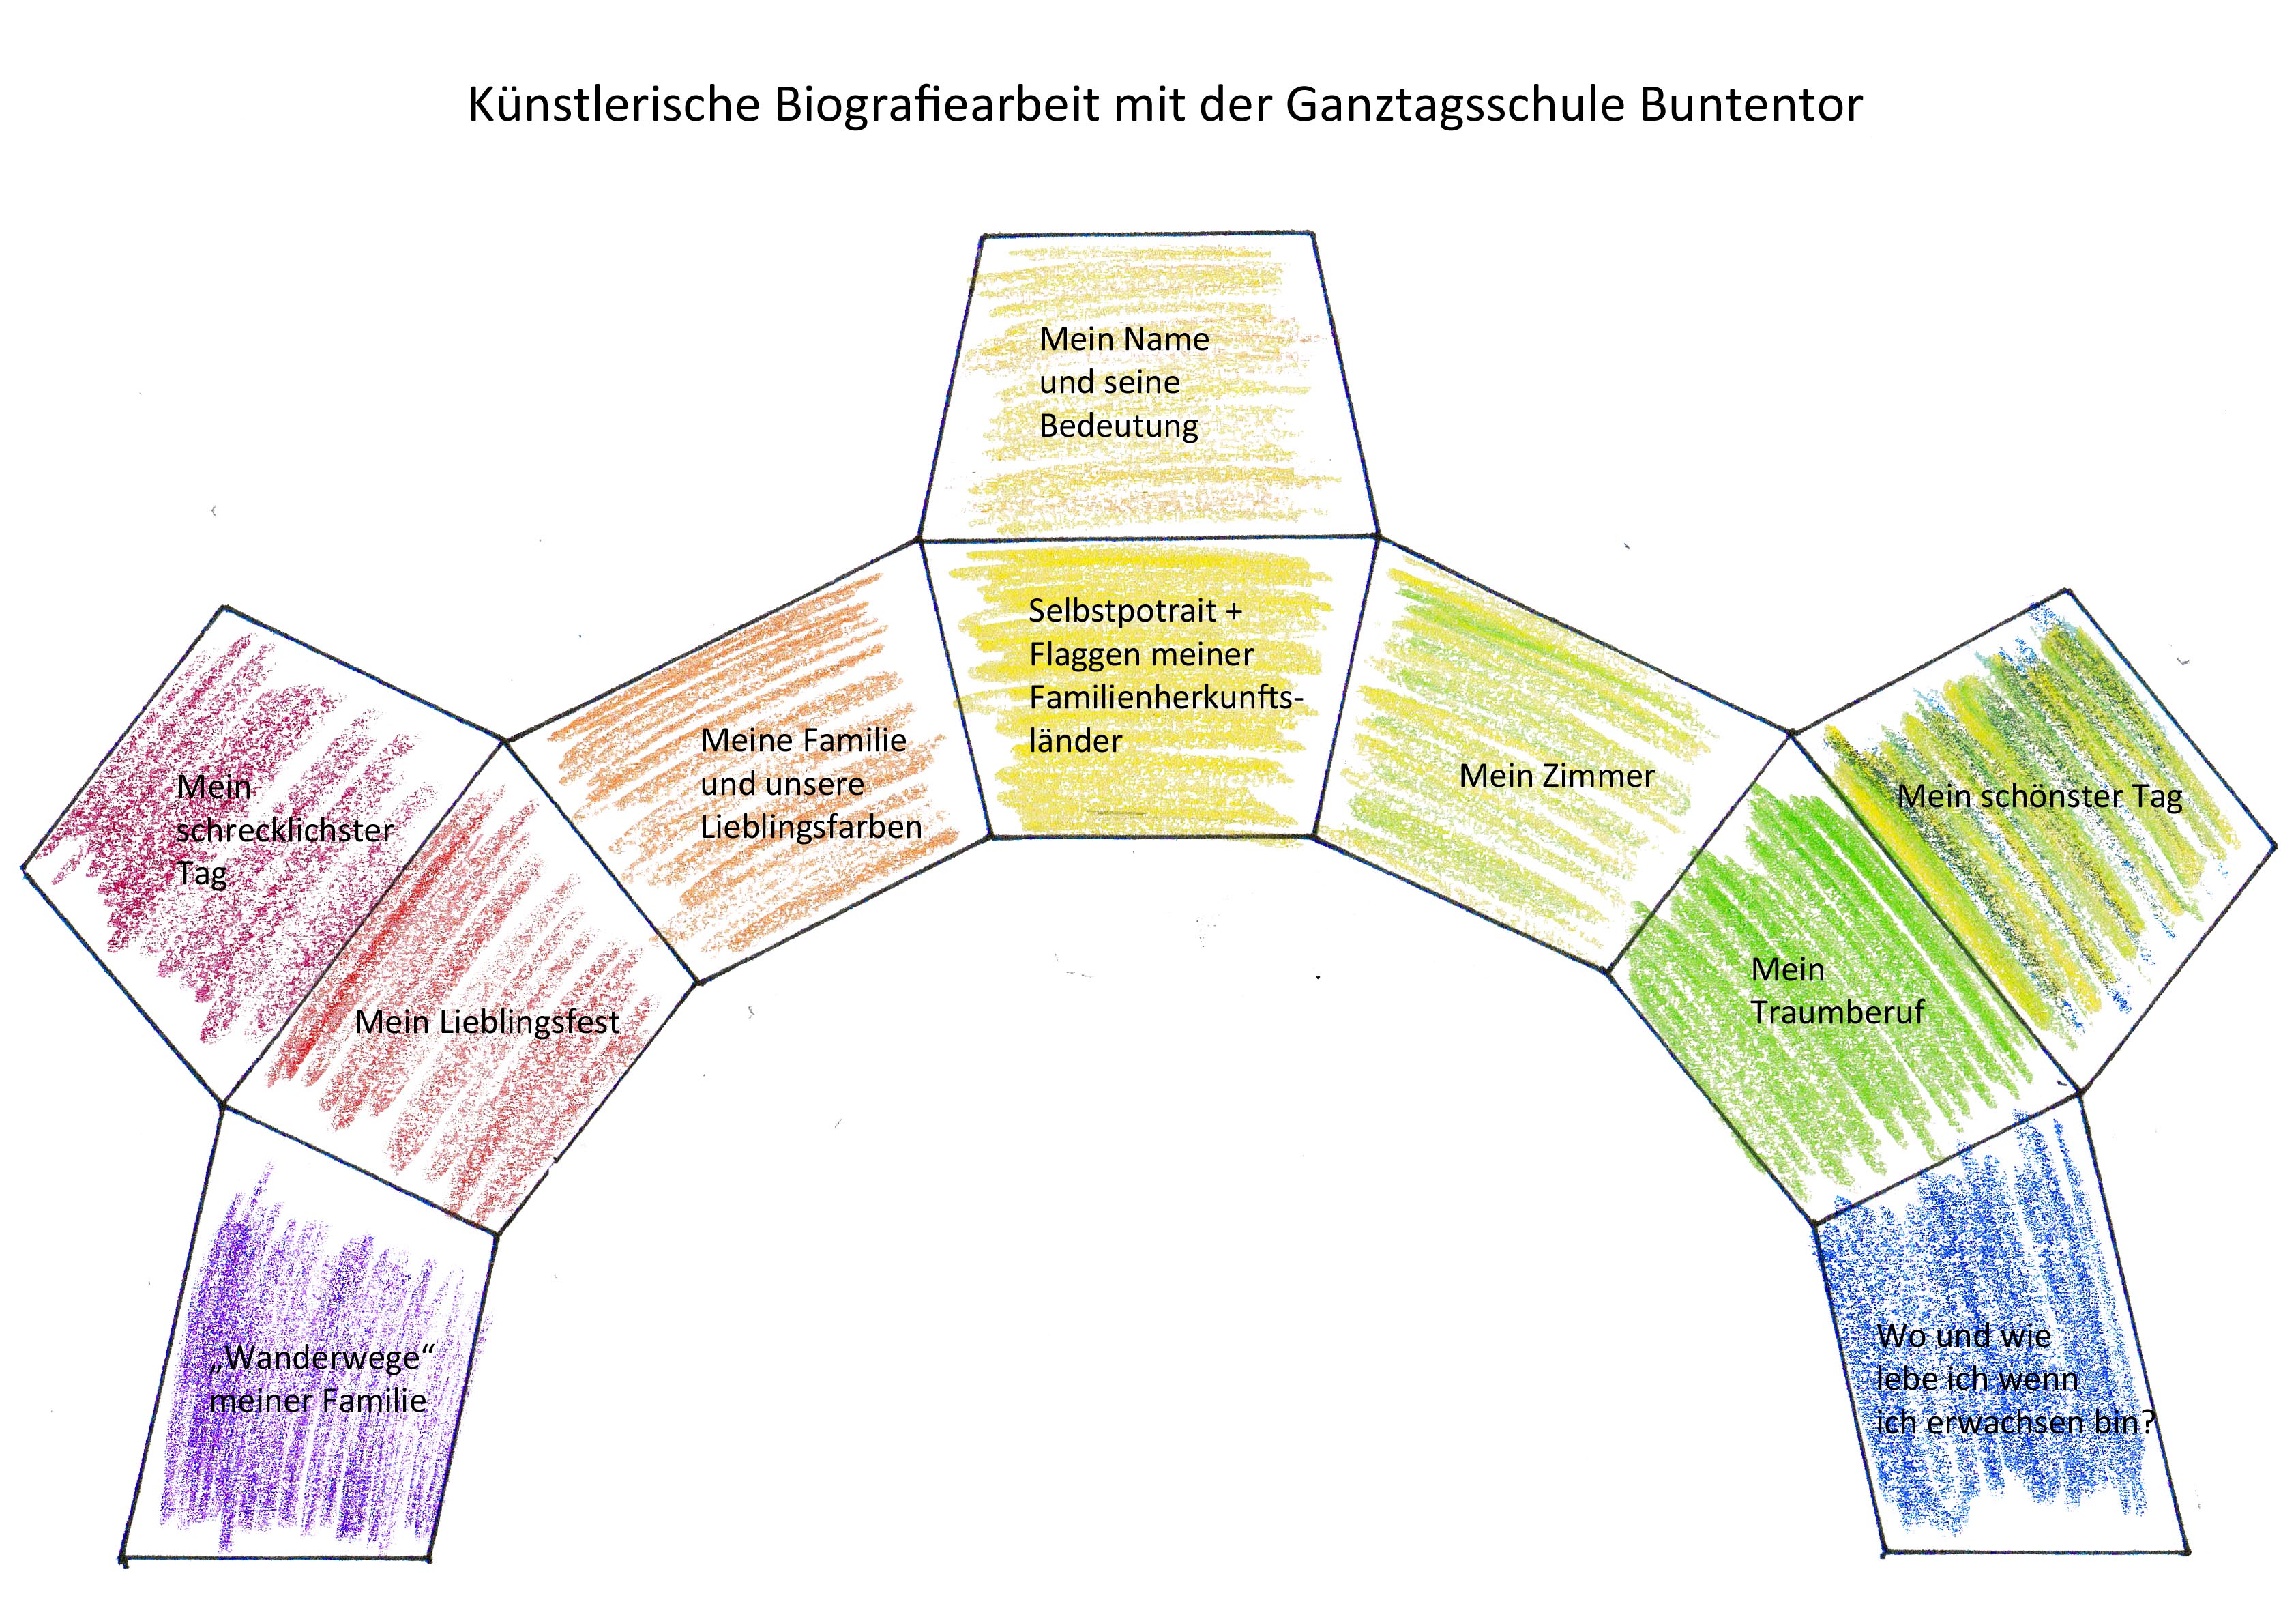 Künstlerische Biografiearbeit mit der Ganztagsschule Buntentor
Mein Name
und seine
Bedeutung
Selbstpotrait +
Flaggen meiner
Familienherkunfts-
länder
Meine Familie
und unsere
Lieblingsfarben
Mein Zimmer
Mein
schrecklichster
Tag
Mein schönster Tag
Mein Lieblingsfest
Mein
Traumberuf
„Wanderwege“
meiner Familie
Wo und wie
lebe ich wenn
ich erwachsen bin?